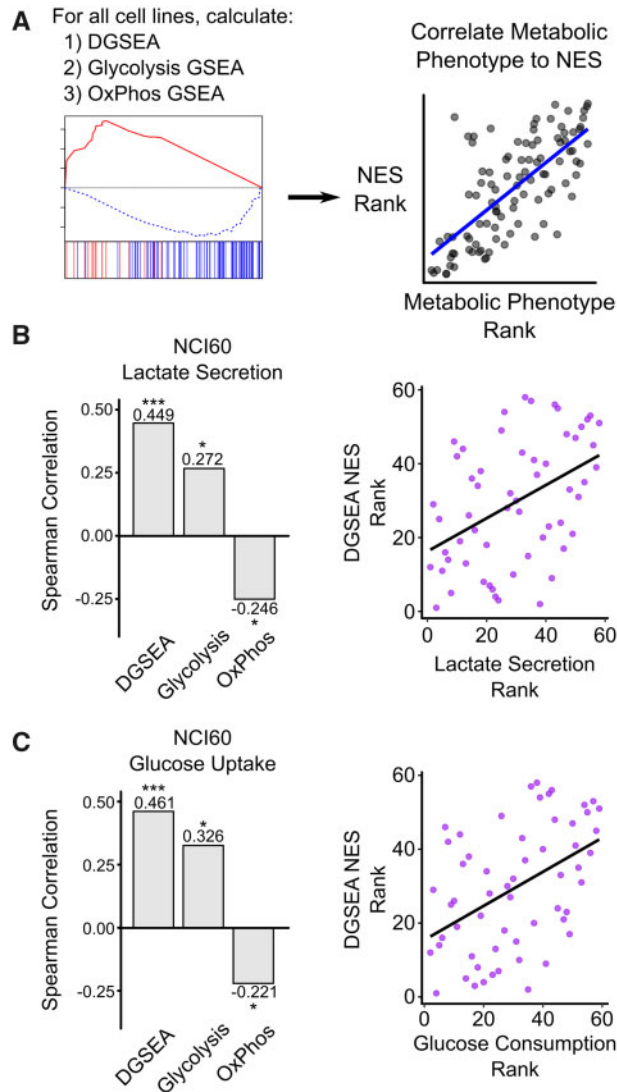 A
For all cell lines, calculate:
1) DGSEA
2) Glycolysis GSEA
3) OxPhos GSEA
Correlate Metabolic
Phenotype to NES
NES
Rank
Metabolic Phenotype
Rank
B
NCI60
Lactate Secretion
Spearman Correlation
0.50
0.25
0.00
-0.25
***
0.449
*
0.272
-0.246
*
DGSEA
Glycolysis
OxPhos
DGSEA NES
Rank
60
40
20
0
0
20
40
60
Lactate Secretion
Rank
C
NCI60
Glucose Uptake
Spearman Correlation
0.50
0.25
0.00
-0.25
***
0.461
*
0.326
-0.221
*
DGSEA
Glycolysis
OxPhos
DGSEA NES
Rank
60
40
20
0
0
20
40
60
Glucose Consumption
Rank